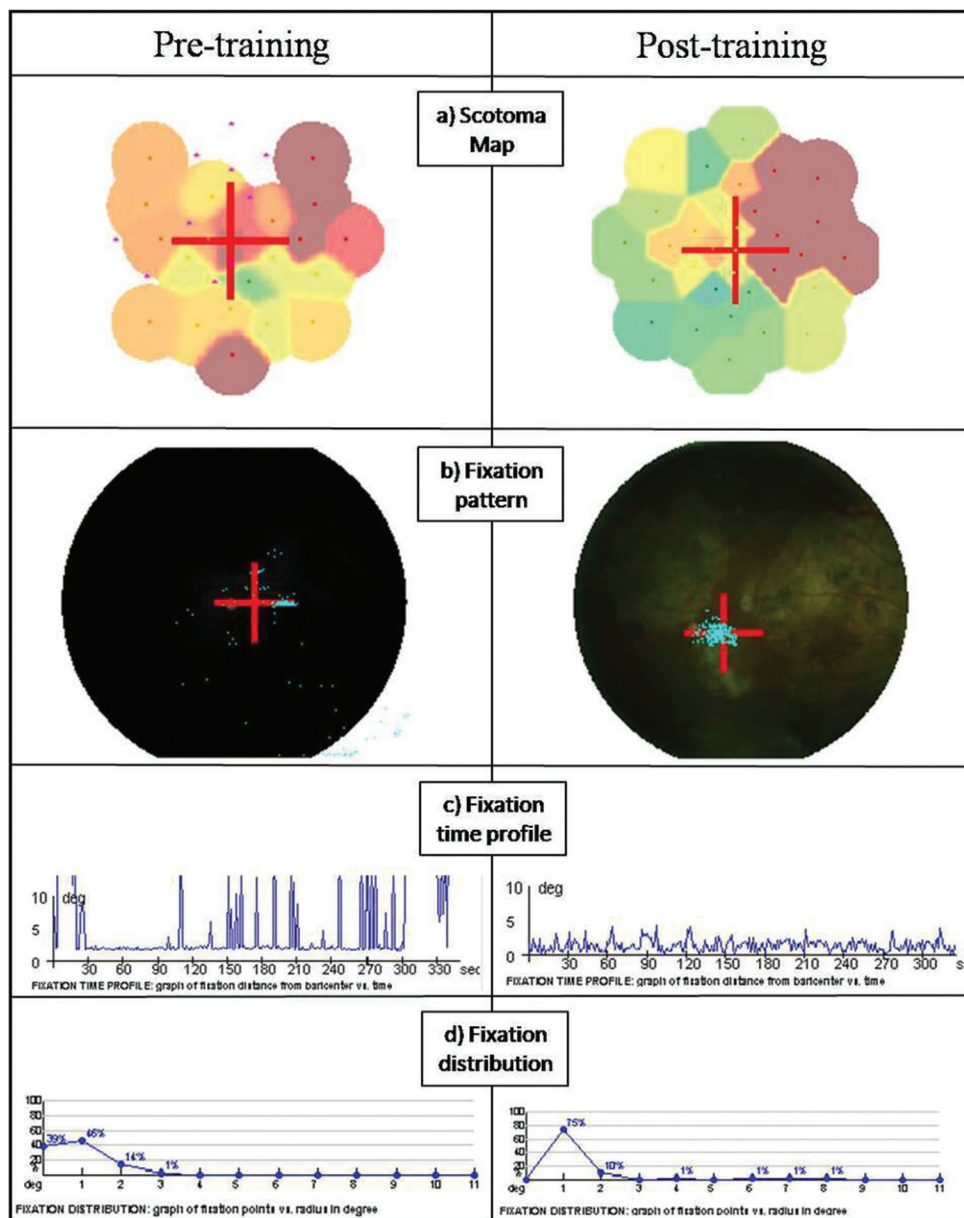 Pre-training
Post-training
a) Scotoma
Map
b) Fixation
pattern
c) Fixation
time profile
10 deg
5
0
30 60 90 120 150 180 210 240 270 300 330 sec
FIXATION TIME PROFILE: graph of fixation distance from baricenter vs. time
10 deg
5
0
30 60 90 120 150 180 210 240 270 300 s
FIXATION TIME PROFILE: graph of fixation distance from baricenter vs. time
d) Fixation
distribution
100
80
60
40
20
%
39% 46% 14% 1%
deg 1 2 3 4 5 6 7 8 9 10 11
FIXATION DISTRIBUTION: graph of fixation points vs. radius in degree
100
80
60
40
20
%
75% 10% 1% 1% 1% 1%
deg 1 2 3 4 5 6 7 8 9 10 11
FIXATION DISTRIBUTION: graph of fixation points vs. radius in degree